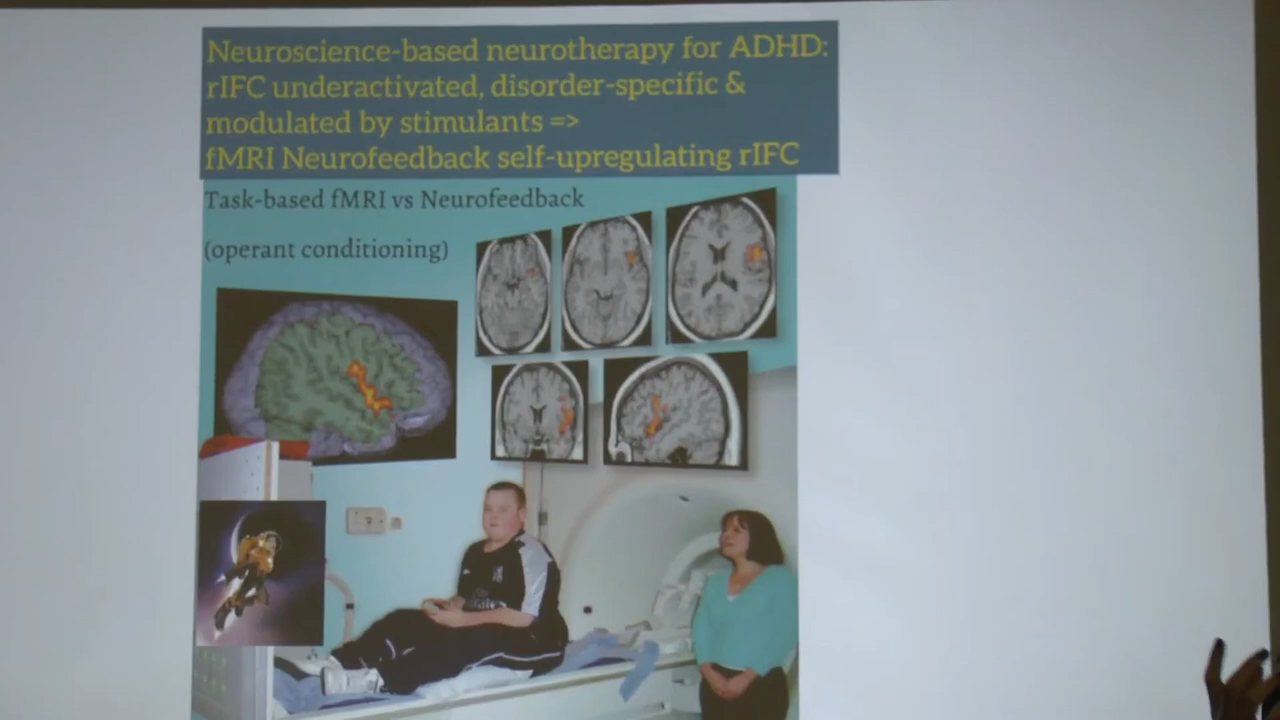 Neuroscience-based neurotherapy for ADHD:
rIFC underactivated, disorder-specific &
modulated by stimulants =>
fMRI Neurofeedback self-upregulating rIFC
Task-based fMRI vs Neurofeedback
(operant conditioning)